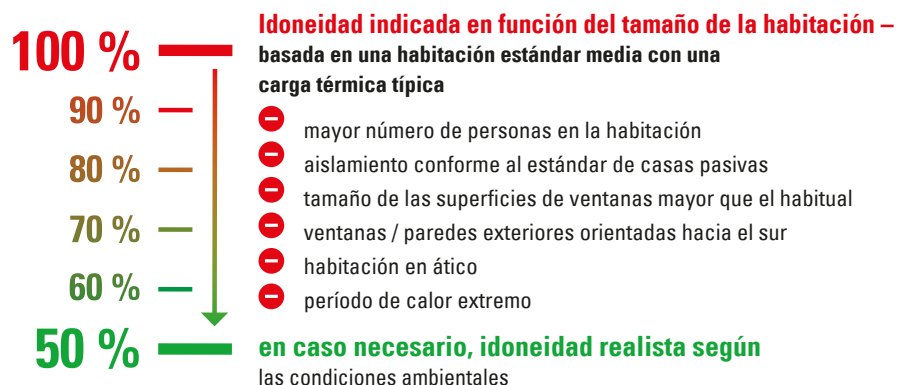 100 %
Idoneidad indicada en función del tamaño de la habitación –
basada en una habitación estándar media con una
carga térmica típica
90 %
mayor número de personas en la habitación
aislamiento conforme al estándar de casas pasivas
80 %
tamaño de las superficies de ventanas mayor que el habitual
70 %
ventanas / paredes exteriores orientadas hacia el sur
habitación en ático
60 %
período de calor extremo
50 %
en caso necesario, idoneidad realista según
las condiciones ambientales